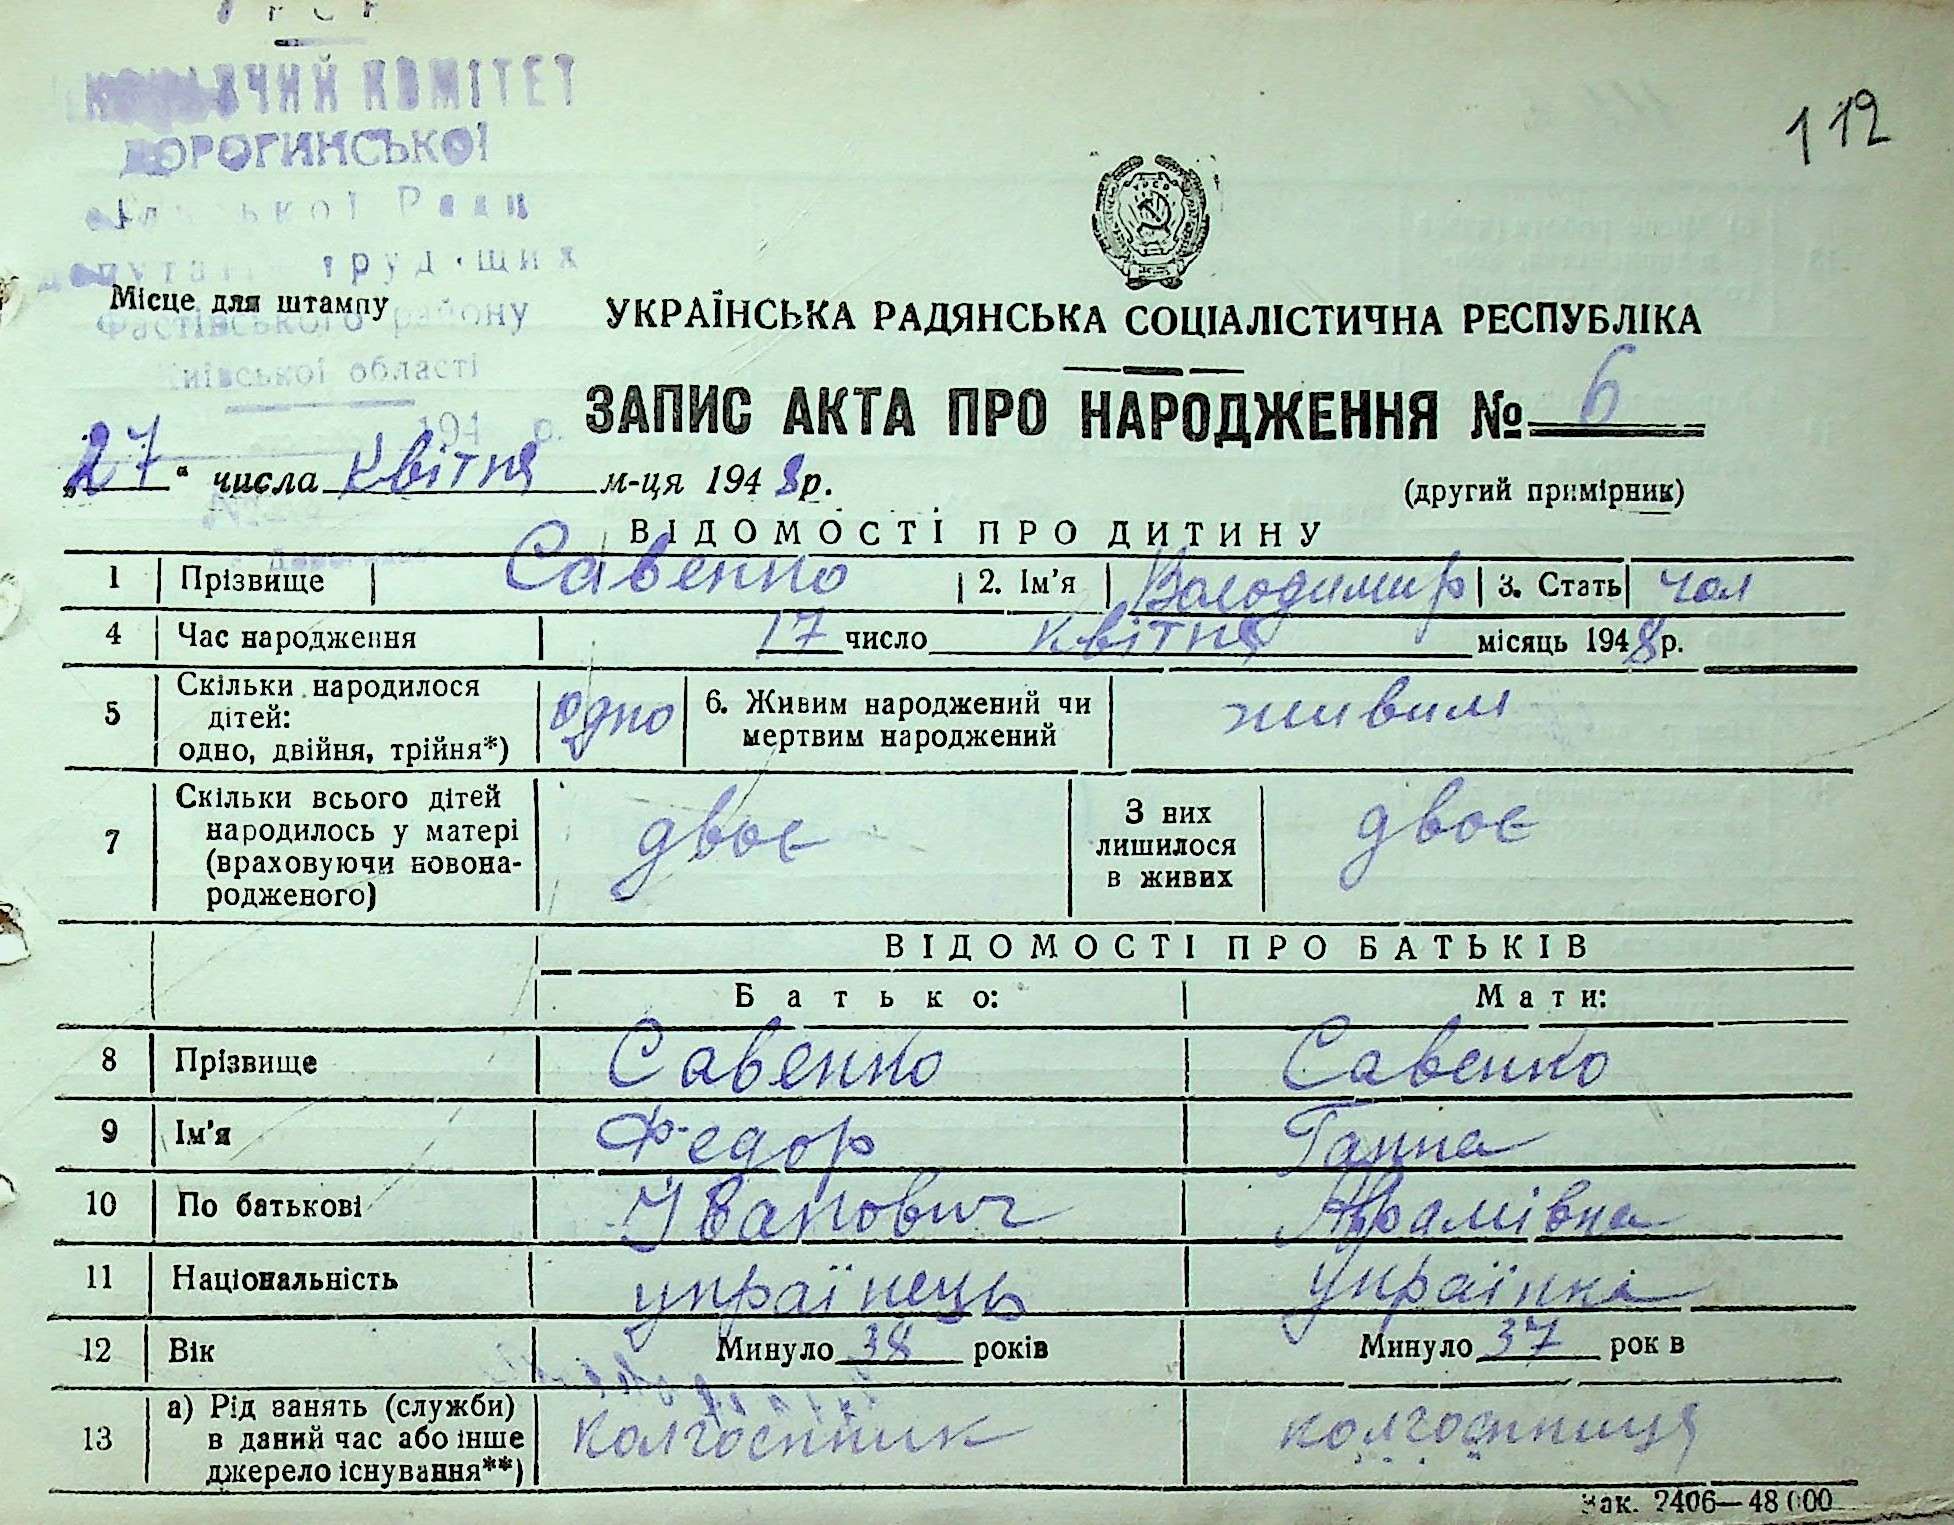 112
КОМІТЕТ
ДОРОГИНСЬКОЇ
Ради
трудящих
Місце для штампу
Фастівського району
Київської області
194 р.
УРСР
УКРАЇНСЬКА РАДЯНСЬКА СОЦІАЛІСТИЧНА РЕСПУБЛІКА
ЗАПИС АКТА ПРО НАРОДЖЕННЯ № 6
„27“ числа квітня м-ця 1948 р.
(другий примірник)
ВІДОМОСТІ ПРО ДИТИНУ
1 Прізвище Савенко 2. Ім'я Володимир 3. Стать чол
4 Час народження 17 число квітня місяць 1948 р.
5 Скільки народилося дітей: одно, двійня, трійня*) одно 6. Живим народжений чи мертвим народжений живим
7 Скільки всього дітей народилось у матері (враховуючи новонародженого) двоє З них лишилося в живих двоє
ВІДОМОСТІ ПРО БАТЬКІВ
Батько: Мати:
8 Прізвище Савенко Савенко
9 Ім'я Федор Ганна
10 По батькові Іванович Абрамівна
11 Національність українець українка
12 Вік Минуло 38 років Минуло 37 рок в
13 а) Рід занять (служби) в даний час або інше джерело існування**) колгоспник колгоспниця
Зак. 2406—48 000